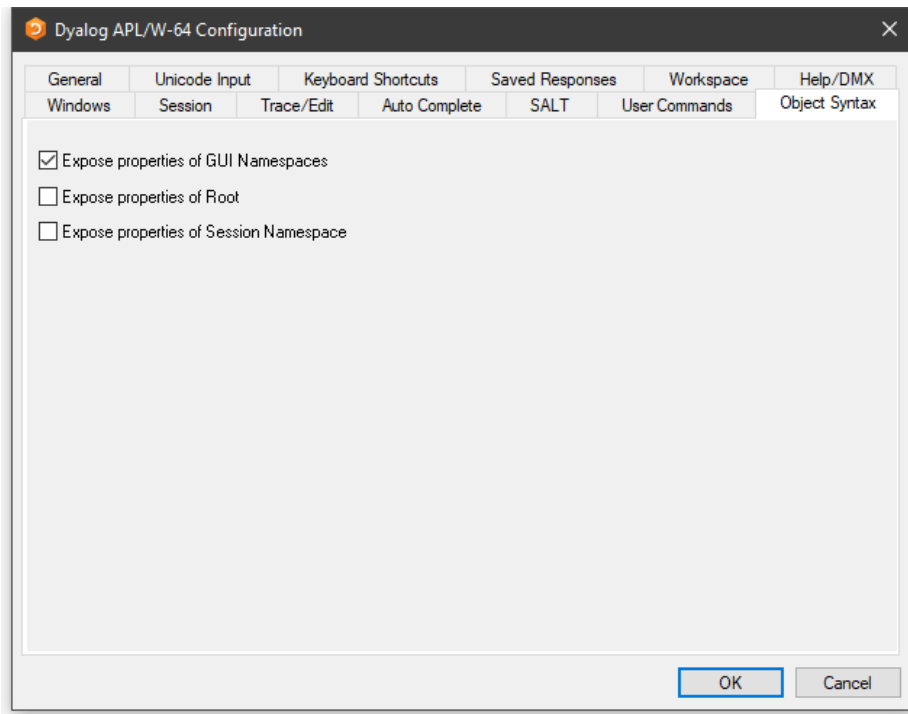 Dyalog APL/W-64 Configuration
General Unicode Input Keyboard Shortcuts Saved Responses Workspace Help/DMX
Windows Session Trace/Edit Auto Complete SALT User Commands Object Syntax
Expose properties of GUI Namespaces
Expose properties of Root
Expose properties of Session Namespace
OK Cancel